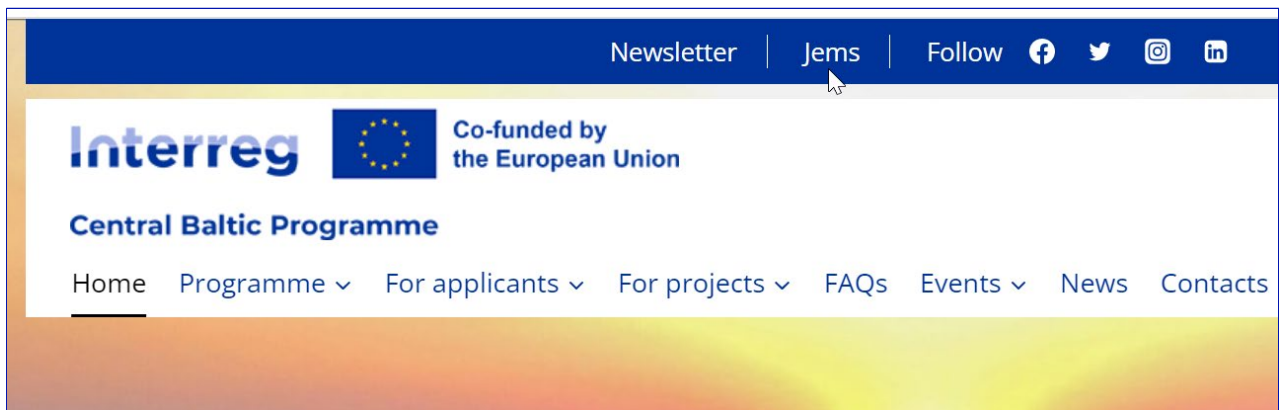 Newsletter Jems Follow
Interreg
Co-funded by
the European Union
Central Baltic Programme
Home Programme For applicants For projects FAQs Events News Contacts